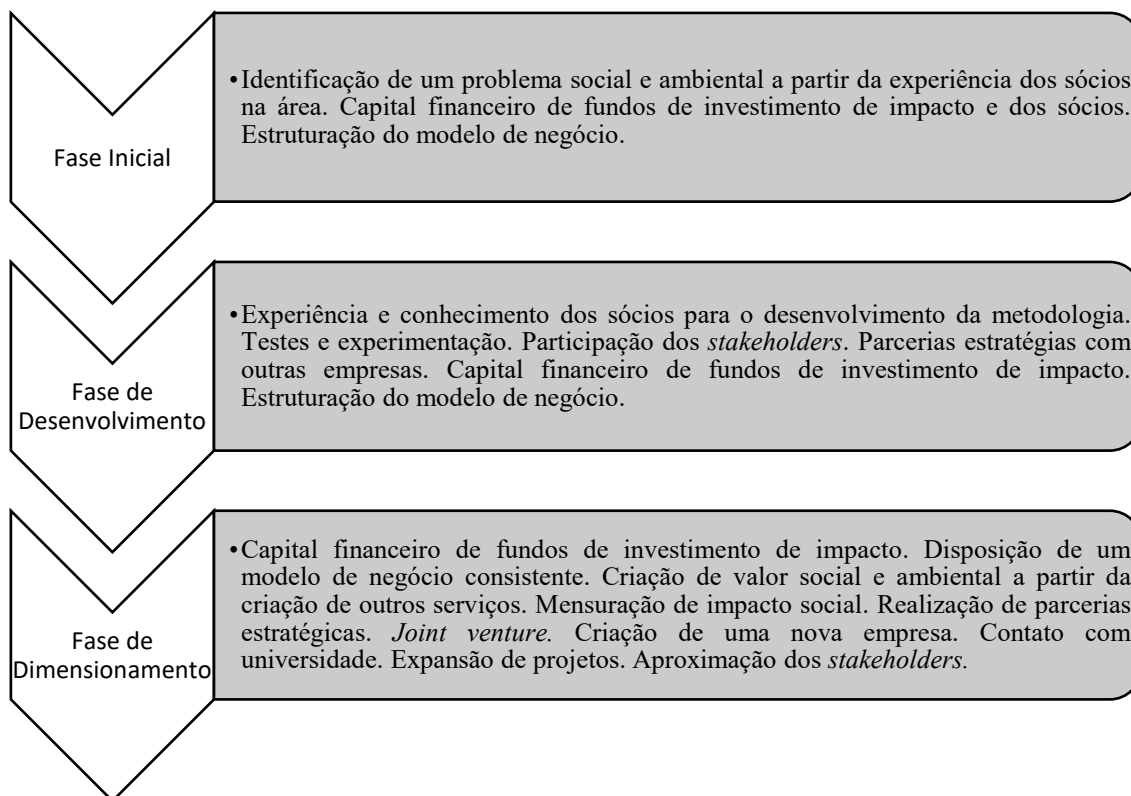 Fase Inicial
•Identificação de um problema social e ambiental a partir da experiência dos sócios
na área. Capital financeiro de fundos de investimento de impacto e dos sócios.
Estruturação do modelo de negócio.
Fase de
Desenvolvimento
•Experiência e conhecimento dos sócios para o desenvolvimento da metodologia.
Testes e experimentação. Participação dos stakeholders. Parcerias estratégias com
outras empresas. Capital financeiro de fundos de investimento de impacto.
Estruturação do modelo de negócio.
Fase de
Dimensionamento
•Capital financeiro de fundos de investimento de impacto. Disposição de um
modelo de negócio consistente. Criação de valor social e ambiental a partir da
criação de outros serviços. Mensuração de impacto social. Realização de parcerias
estratégicas. Joint venture. Criação de uma nova empresa. Contato com
universidade. Expansão de projetos. Aproximação dos stakeholders.